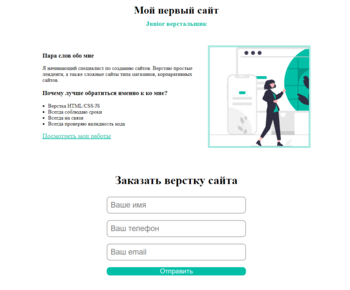 Мой первый сайт
Junior верстальщик
Пара слов обо мне
Я начинающий специалист по созданию сайтов. Верстаю простые
лендинги, а также сложные сайты типа магазинов, корпоративных
сайтов.
Почему лучше обратиться именно ко мне?
Верстка HTML CSS JS
Всегда соблюдаю сроки
Всегда на связи
Всегда проверяю валидность кода
Посмотреть мои работы
Заказать верстку сайта
Ваше имя
Ваш телефон
Ваш email
Отправить